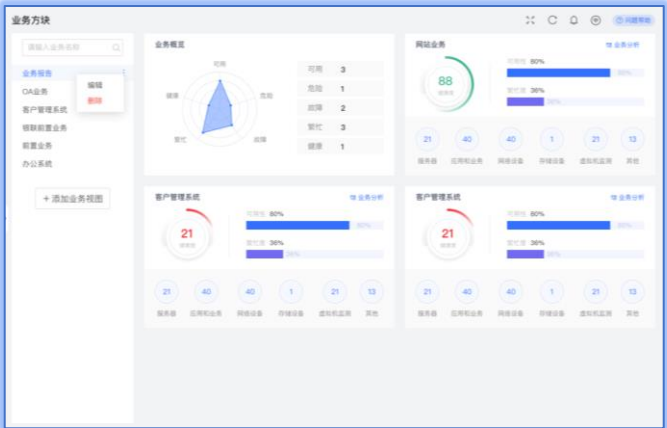 业务方块
问题帮助
请输入业务名称
业务报告
OA业务
客户管理系统
银联前置业务
前置业务
办公系统
编辑
删除
+ 添加业务视图
业务概览
可用
危险
故障
繁忙
健康
可用 3
危险 1
故障 2
繁忙 3
健康 1
网站业务
业务分析
88
健康度
可用性 80%
80%
繁忙度 36%
36%
21 40 40 1 21 13
服务器 应用和业务 网络设备 存储设备 虚拟机监测 其他
客户管理系统
业务分析
21
健康度
可用性 80%
80%
繁忙度 36%
36%
21 40 40 1 21 13
服务器 应用和业务 网络设备 存储设备 虚拟机监测 其他
客户管理系统
业务分析
21
健康度
可用性 80%
80%
繁忙度 36%
36%
21 40 40 1 21 13
服务器 应用和业务 网络设备 存储设备 虚拟机监测 其他